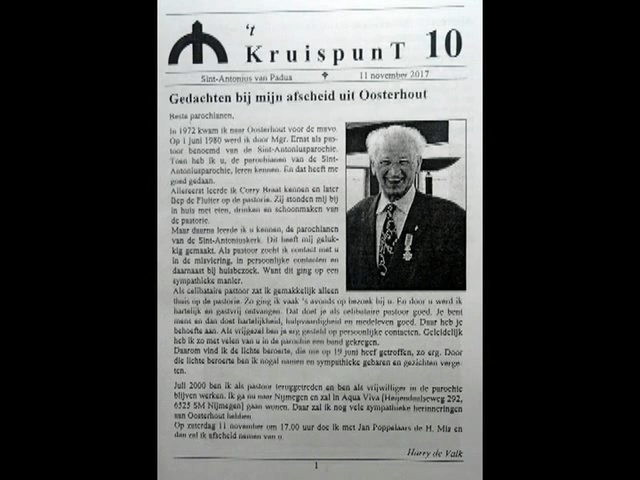 't
KruispunT 10
Sint-Antonius van Padua 11 november 2017
Gedachten bij mijn afscheid uit Oosterhout
Beste parochianen,
In 1972 kwam ik naar Oosterhout voor de mavo.
Op 1 juni 1980 werd ik door Mgr. Ernst als pas-
toor benoemd van de Sint-Antoniusparochie.
Toen heb ik u, de parochianen van de Sint-
Antoniusparochie, leren kennen. En dat heeft me
goed gedaan.
Allereerst leerde ik Corry Braat kennen en later
Bep de Fluiter op de pastorie. Zij stonden mij bij
in huis met eten, drinken en schoonmaken van
de pastorie.
Maar daarna leerde ik u kennen, de parochianen
van de Sint-Antoniuskerk. Dit heeft mij geluk-
kig gemaakt. Als pastoor zocht ik contact met u
in de misviering, in persoonlijke contacten en
daarnaast bij huisbezoek. Want dit ging op een
sympathieke manier.
Als celibataire pastoor zat ik gemakkelijk alleen
thuis op de pastorie. Zo ging ik vaak 's avonds op bezoek bij u. En door u werd ik
hartelijk en gastvrij ontvangen. Dat doet je als celibataire pastoor goed. Je bent
mens en dan doet hartelijkheid, hulpvaardigheid en medeleven goed. Daar heb je
behoefte aan. Als vrijgezel ben je erg gesteld op persoonlijke contacten. Geleidelijk
heb ik zo met velen van u in de parochie een band gekregen.
Daarom vind ik de lichte beroerte, die me op 19 juni heeft getroffen, zo erg. Door
die lichte beroerte ben ik nogal namen en sympathieke gebaren en gezichten verge-
ten.
Juli 2000 ben ik als pastoor teruggetreden en ben als vrijwilliger in de parochie
blijven werken. Ik ga nu naar Nijmegen en zal in Aqua Viva [Heijendaalseweg 292,
6525 SM Nijmegen] gaan wonen. Daar zal ik nog vele sympathieke herinneringen
aan Oosterhout hebben.
Op zaterdag 11 november om 17.00 uur doe ik met Jan Poppelaars de H. Mis en
dan zal ik afscheid nemen van u.
Harry de Valk
1